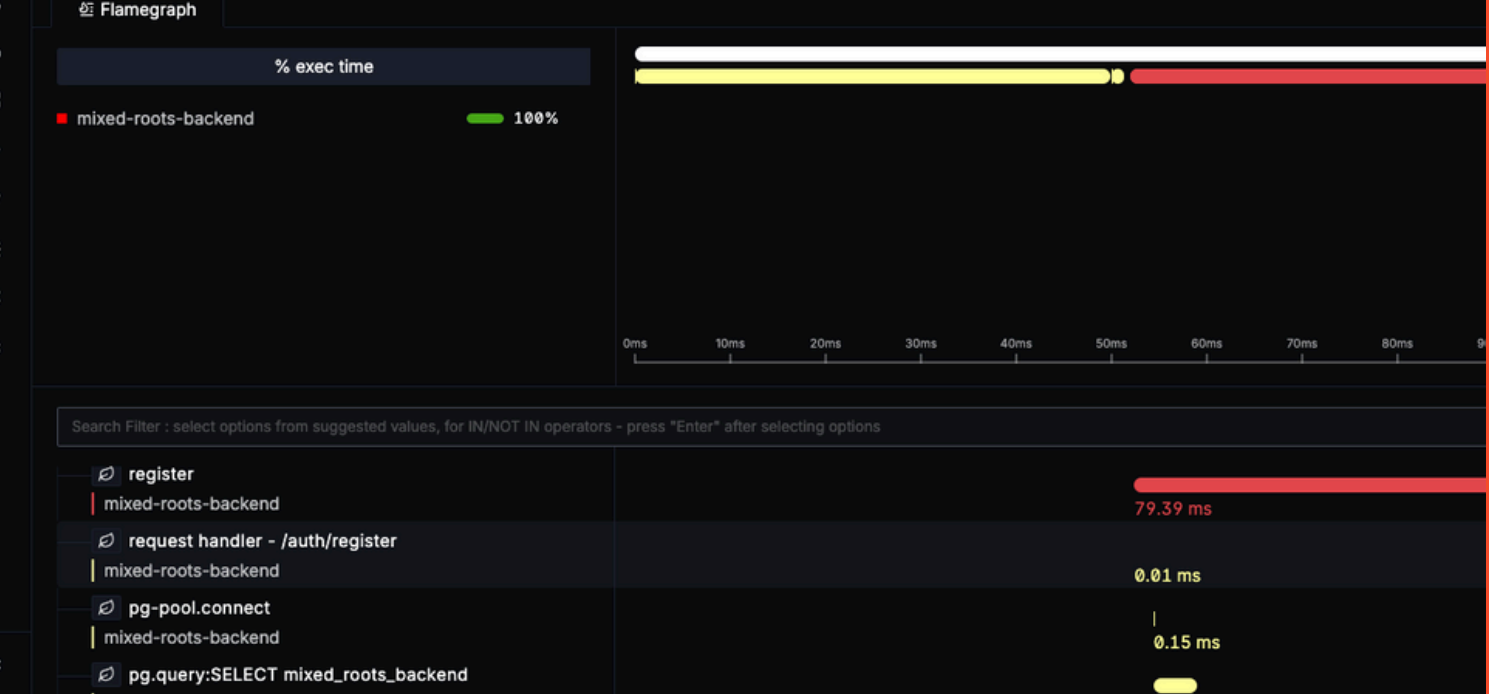 Flamegraph
% exec time
mixed-roots-backend 100%
0ms 10ms 20ms 30ms 40ms 50ms 60ms 70ms 80ms
Search Filter : select options from suggested values, for IN/NOT IN operators - press "Enter" after selecting options
register
mixed-roots-backend
79.39 ms
request handler - /auth/register
mixed-roots-backend
0.01 ms
pg-pool.connect
mixed-roots-backend
0.15 ms
pg.query:SELECT mixed_roots_backend